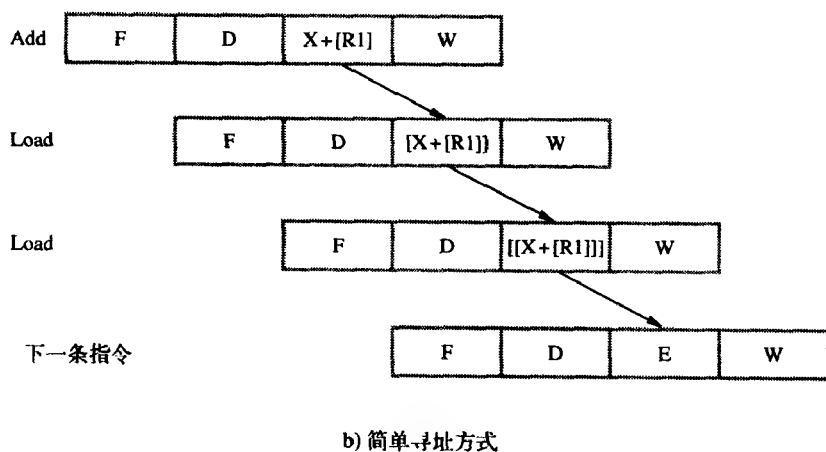 Add F D X+[R1] W
Load F D [X+[R1]] W
Load F D [[X+[R1]]] W
下一条指令 F D E W
b) 简单寻址方式